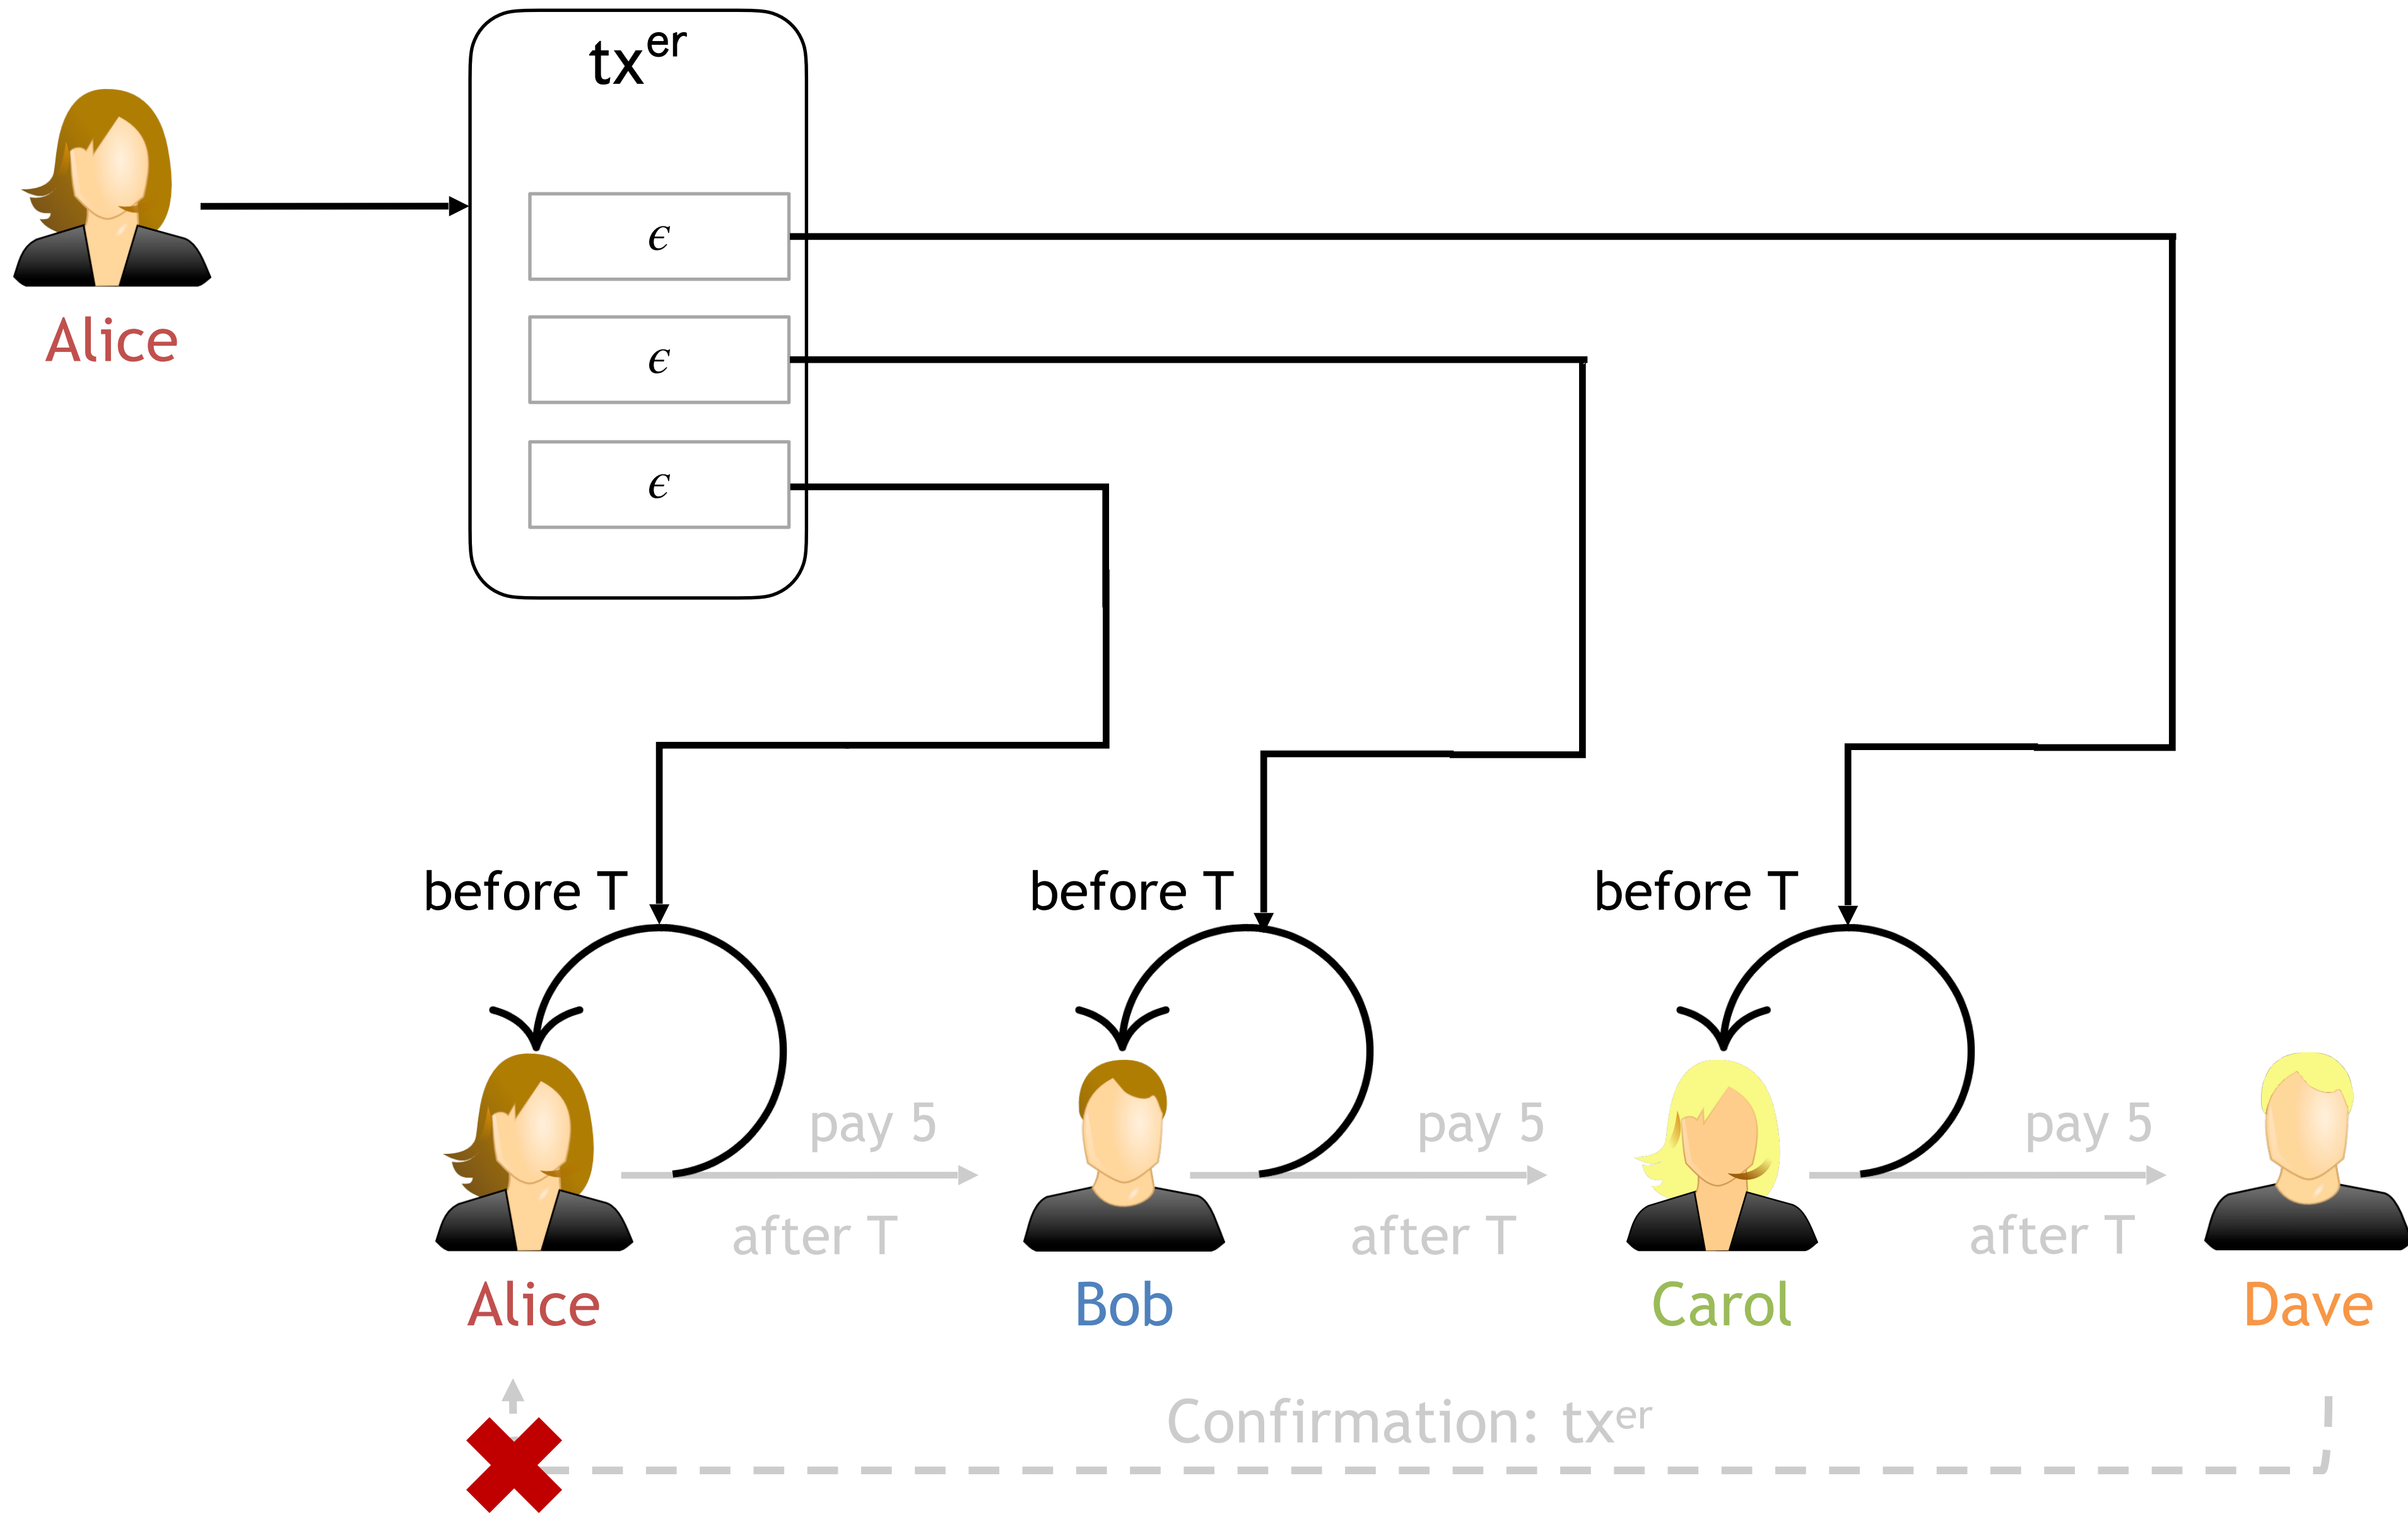 tx^er
ϵ
Alice
ϵ
ϵ
before T
before T
before T
pay 5
pay 5
pay 5
after T
after T
after T
Alice
Bob
Carol
Dave
Confirmation: tx^er